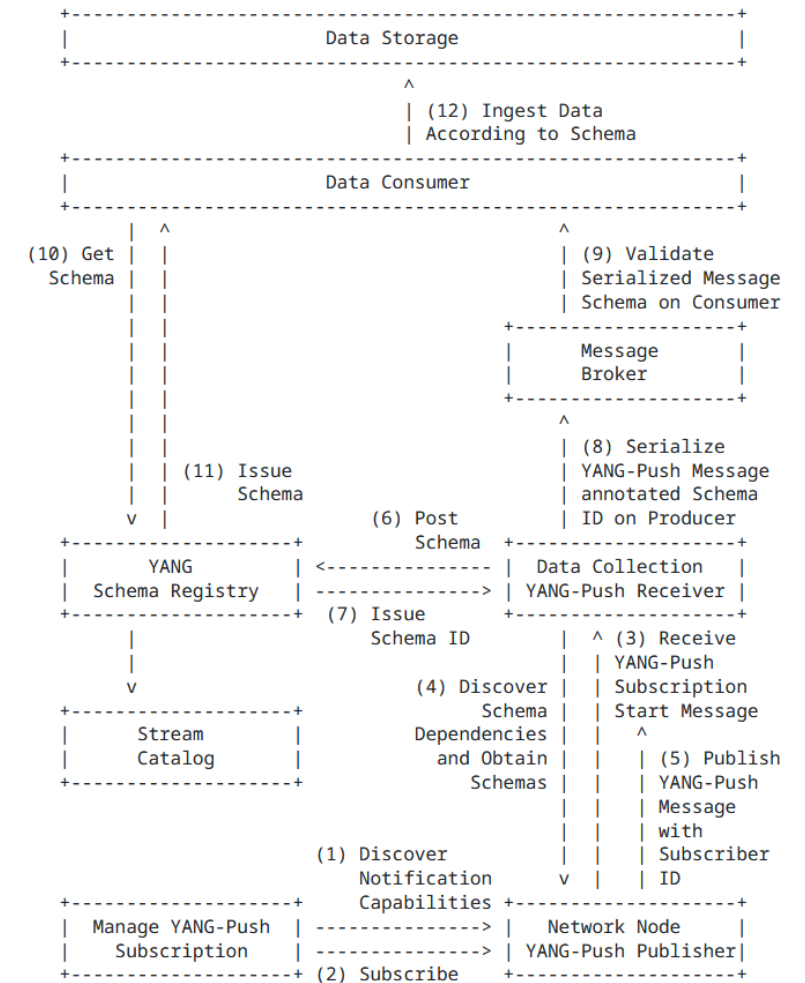 Data Storage
(12) Ingest Data
According to Schema
Data Consumer
(10) Get
Schema
(9) Validate
Serialized Message
Schema on Consumer
Message
Broker
(11) Issue
Schema
(8) Serialize
YANG-Push Message
annotated Schema
ID on Producer
(6) Post
Schema
YANG
Schema Registry
Data Collection
YANG-Push Receiver
(7) Issue
Schema ID
(3) Receive
YANG-Push
Subscription
Start Message
(4) Discover
Schema
Dependencies
and Obtain
Schemas
Stream
Catalog
(5) Publish
YANG-Push
Message
with
Subscriber
ID
(1) Discover
Notification
Capabilities
Manage YANG-Push
Subscription
Network Node
YANG-Push Publisher
(2) Subscribe